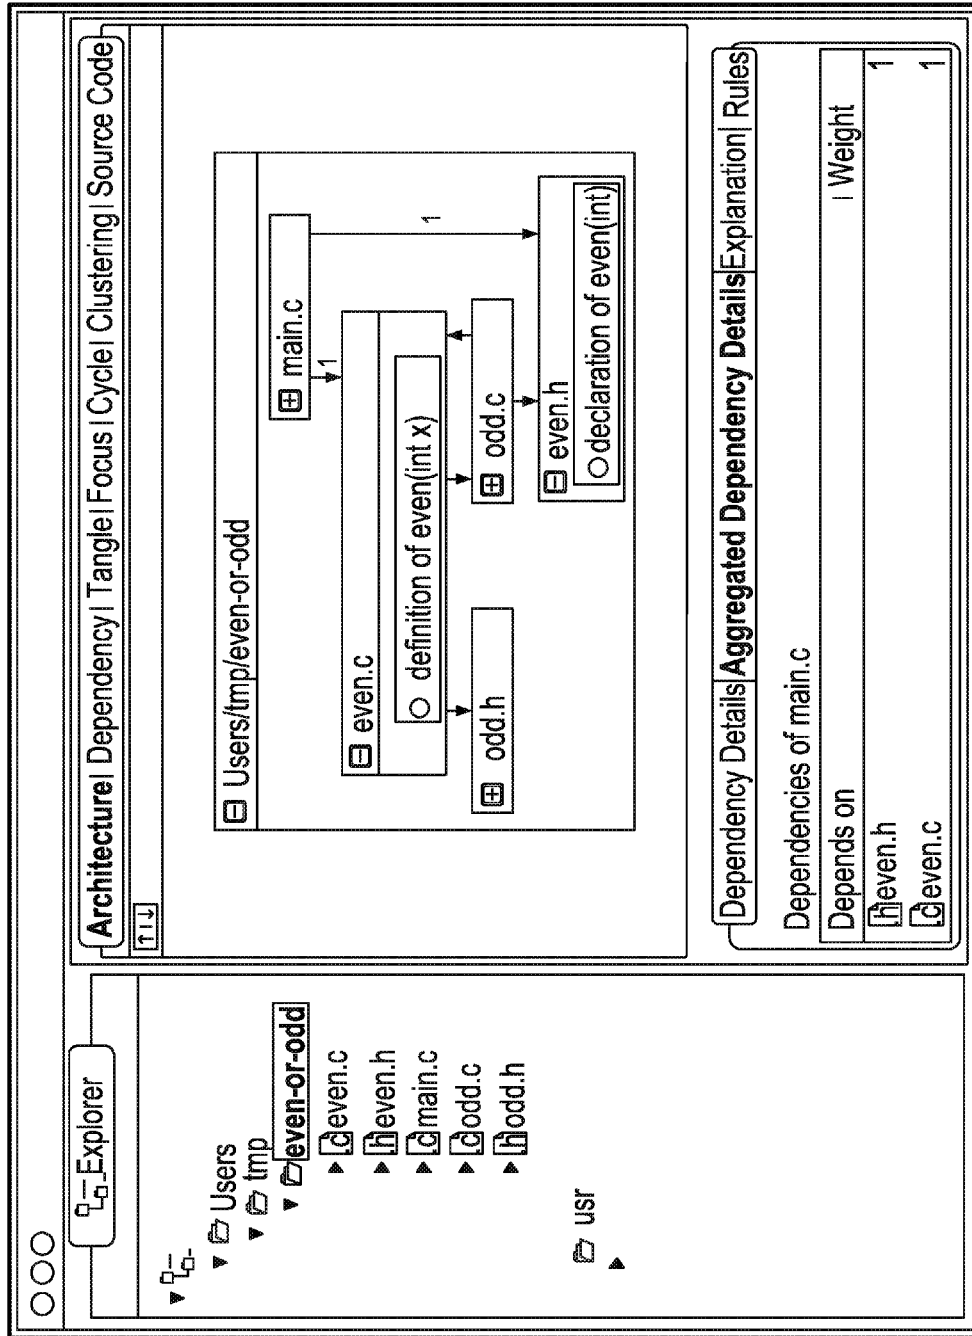 Explorer
Users
tmp
even-or-odd
.c even.c
.h even.h
.c main.c
.c odd.c
.h odd.h
usr
Architecture| Dependency| Tangle| Focus| Cycle| Clustering| Source Code
Users/tmp/even-or-odd
main.c
1
1
even.c
definition of even(int x)
odd.h
odd.c
even.h
declaration of even(int)
Dependency Details|Aggregated Dependency Details|Explanation| Rules
Dependencies of main.c
Depends on | Weight
.h even.h 1
.c even.c 1